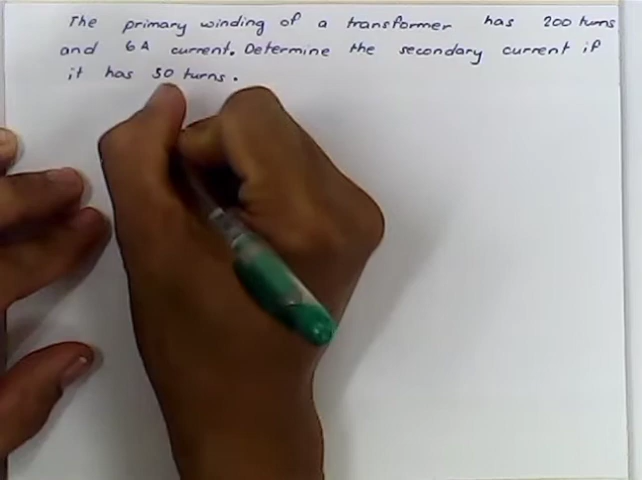 The primary winding of a transformer has 200 turns
and 6A current. Determine the secondary current if
it has 50 turns.